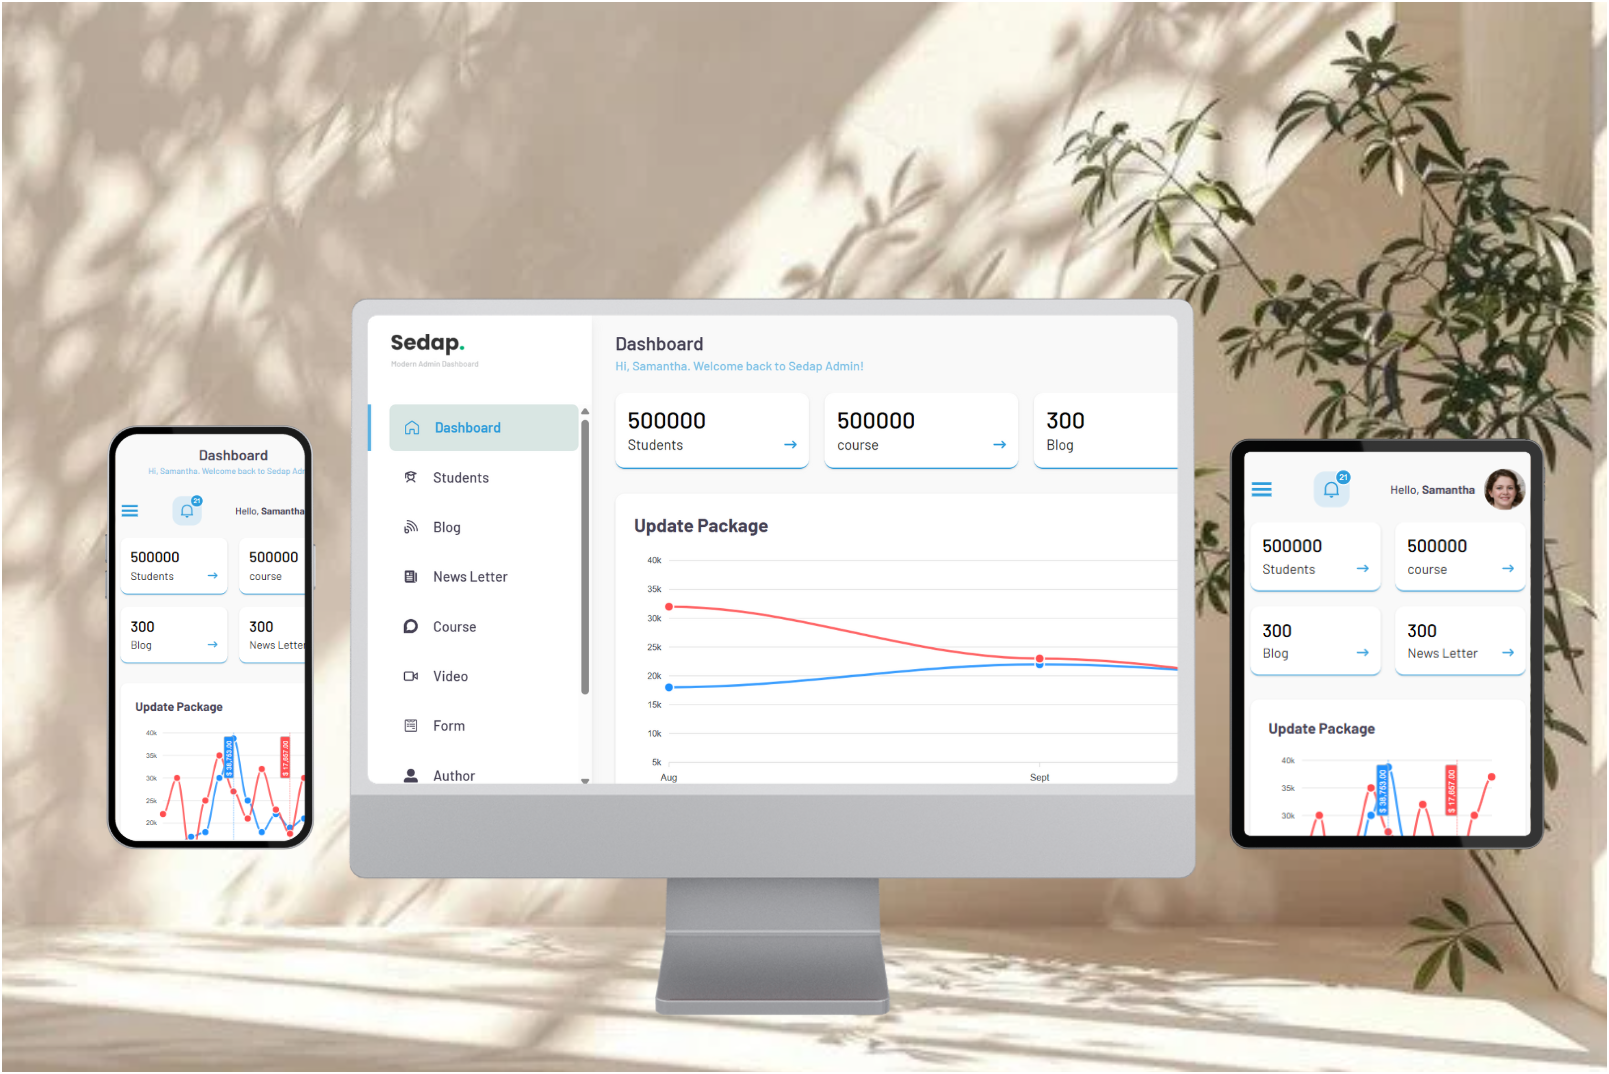 Dashboard
Hi, Samantha. Welcome back to Sedap Adm
21
Hello, Samantha
500000
Students
500000
course
300
Blog
300
News Letter
Update Package
40k
35k
30k
25k
20k
$ 38,753.00
$ 17,657.00
Sedap.
Modern Admin Dashboard
Dashboard
Students
Blog
News Letter
Course
Video
Form
Author
Dashboard
Hi, Samantha. Welcome back to Sedap Admin!
500000
Students
500000
course
300
Blog
Update Package
40k
35k
30k
25k
20k
15k
10k
5k
Aug
Sept
21
Hello, Samantha
500000
Students
500000
course
300
Blog
300
News Letter
Update Package
40k
35k
30k
$ 38,753.00
$ 17,657.00